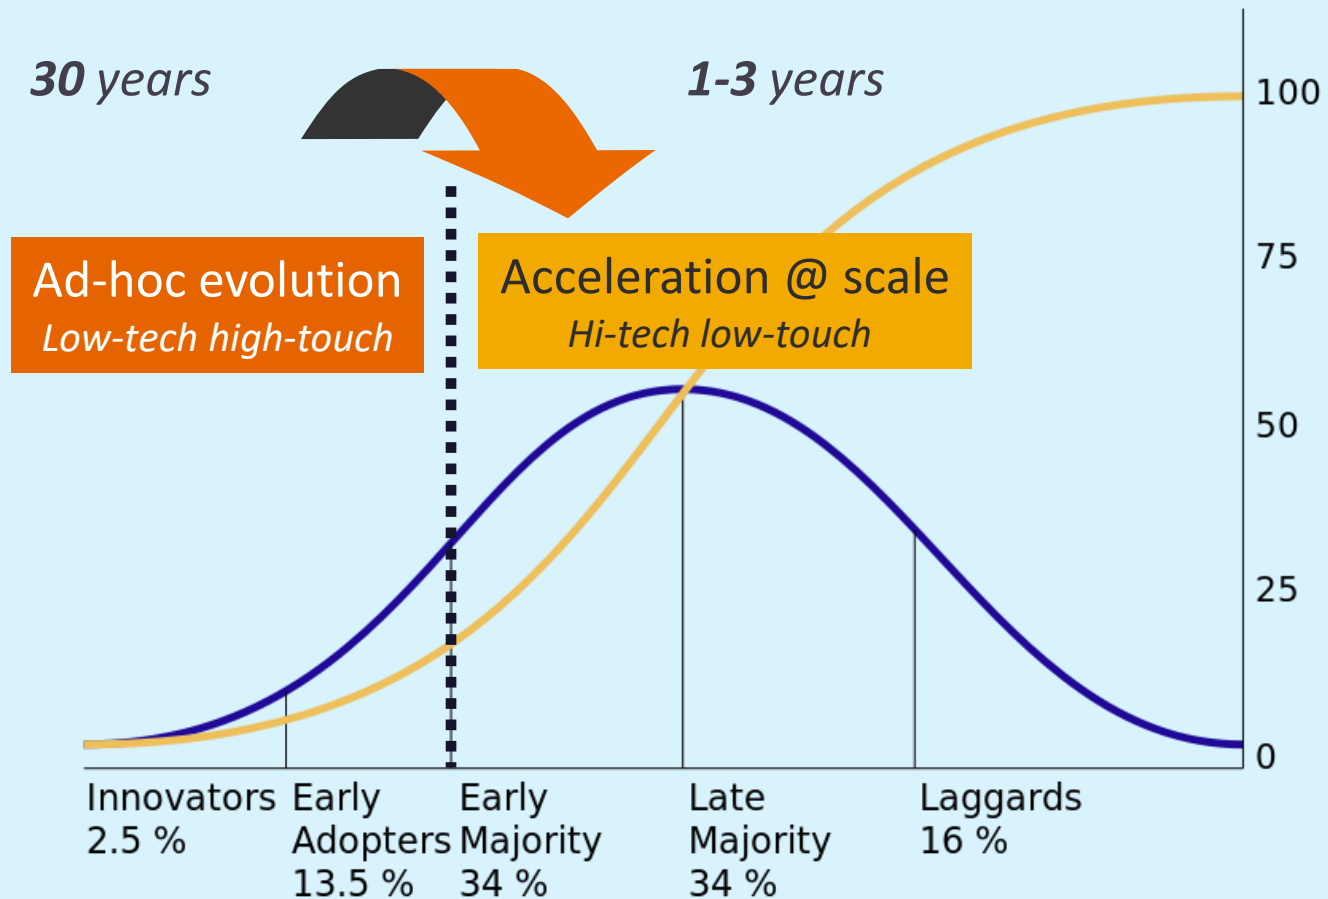 30 years
1-3 years
Ad-hoc evolution
Low-tech high-touch
Acceleration @ scale
Hi-tech low-touch
100
75
50
25
0
Innovators
2.5 %
Early
Adopters
13.5 %
Early
Majority
34 %
Late
Majority
34 %
Laggards
16 %